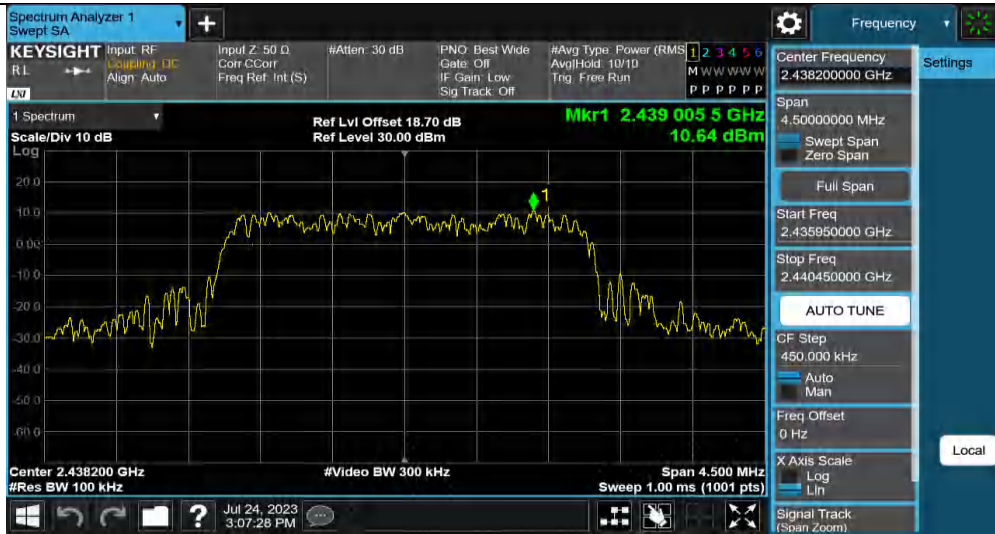 Spectrum Analyzer 1
Swept SA
+
Frequency
KEYSIGHT
RL
LXI
Input: RF
Coupling: DC
Align: Auto
Input Z: 50 Ω
Corr CCorr
Freq Ref: Int (S)
#Atten: 30 dB
PNO: Best Wide
Gate: Off
IF Gain: Low
Sig Track: Off
#Avg Type: Power (RMS
Avg|Hold: 10/10
Trig: Free Run
1 2 3 4 5 6
M W W W W W
P P P P P P
1 Spectrum
Scale/Div 10 dB
Log
Ref Lvl Offset 18.70 dB
Ref Level 30.00 dBm
Mkr1 2.439 005 5 GHz
10.64 dBm
20.0
10.0
0.00
-10.0
-20.0
-30.0
-40.0
-50.0
-60.0
1
Center 2.438200 GHz
#Res BW 100 kHz
#Video BW 300 kHz
Span 4.500 MHz
Sweep 1.00 ms (1001 pts)
Center Frequency
2.438200000 GHz
Span
4.50000000 MHz
Swept Span
Zero Span
Full Span
Start Freq
2.435950000 GHz
Stop Freq
2.440450000 GHz
AUTO TUNE
CF Step
450.000 kHz
Auto
Man
Freq Offset
0 Hz
X Axis Scale
Log
Lin
Signal Track
(Span Zoom)
Settings
Local
?
Jul 24, 2023
3:07:28 PM